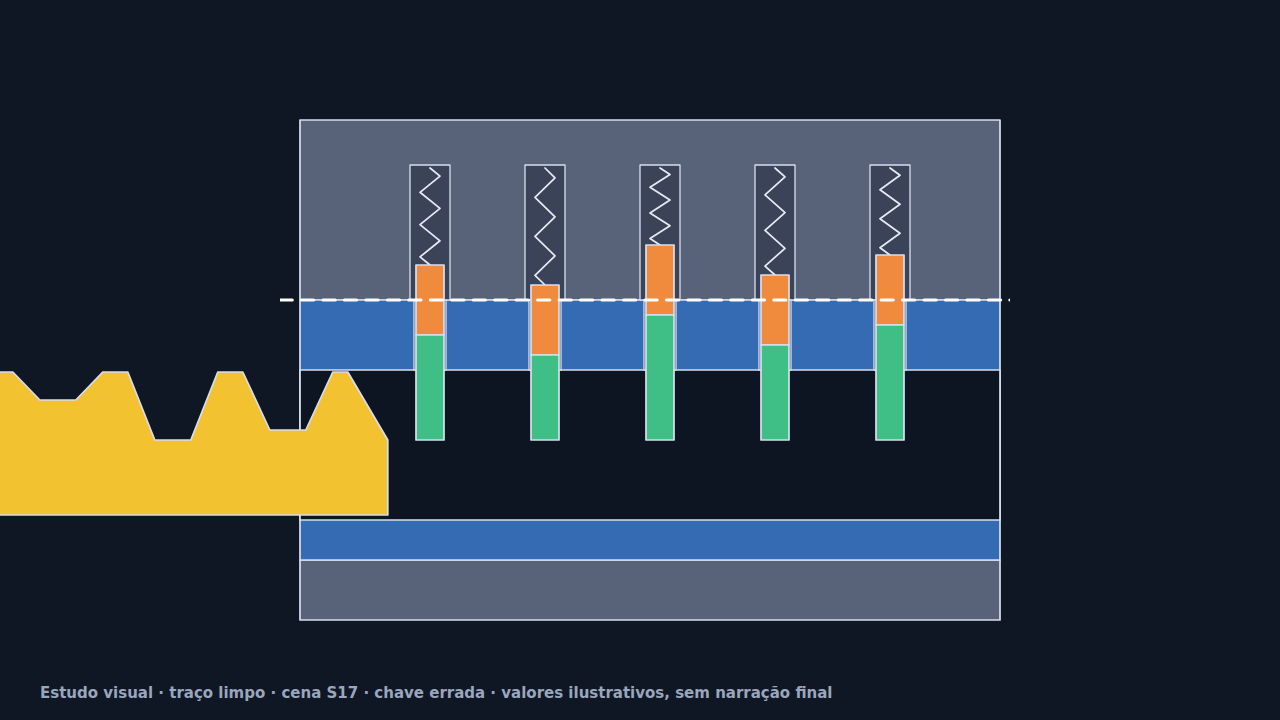 Estudo visual · traço limpo · cena S17 · chave errada · valores ilustrativos, sem narração final